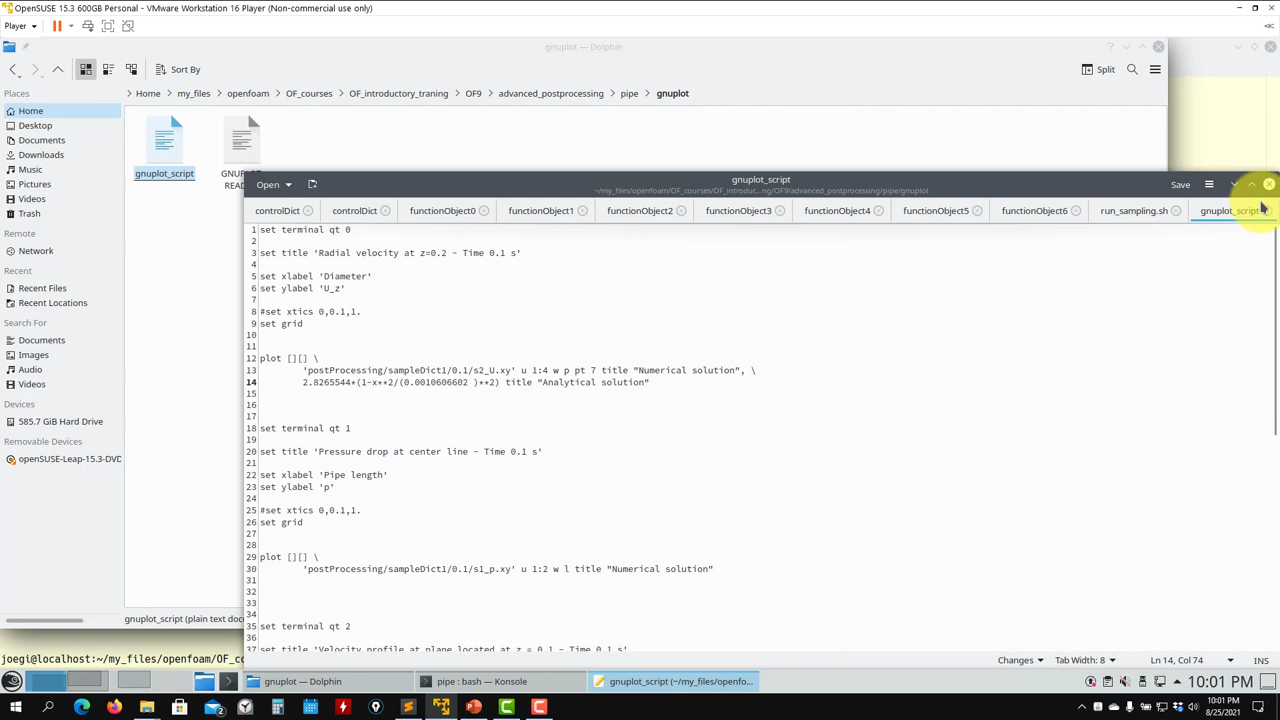 OpenSUSE 15.3 600GB Personal - VMware Workstation 16 Player (Non-commercial use only)
Player
gnuplot — Dolphin
Sort By
Split
Places
Home
Desktop
Documents
Downloads
Music
Pictures
Videos
Trash
Remote
Network
Recent
Recent Files
Recent Locations
Search For
Documents
Images
Audio
Videos
Devices
585.7 GiB Hard Drive
Removable Devices
openSUSE-Leap-15.3-DVD
Home my_files openfoam OF_courses OF_introductory_traning OF9 advanced_postprocessing pipe gnuplot
gnuplot_script
GNUPLOT
READ
gnuplot_script (plain text docu
Open
gnuplot_script
~/my_files/openfoam/OF_courses/OF_introduc...ng/OF9/advanced_postprocessing/pipe/gnuplot
Save
controlDict controlDict functionObject0 functionObject1 functionObject2 functionObject3 functionObject4 functionObject5 functionObject6 run_sampling.sh gnuplot_script
1 set terminal qt 0
2
3 set title 'Radial velocity at z=0.2 - Time 0.1 s'
5 set xlabel 'Diameter'
6 set ylabel 'U_z'
7
8 #set xtics 0,0.1,1.
9 set grid
10
11
12 plot [][] \
13 'postProcessing/sampleDict1/0.1/s2_U.xy' u 1:4 w p pt 7 title "Numerical solution", \
14 2.8265544*(1-x**2/(0.0010606602 )**2) title "Analytical solution"
15
16
17
18 set terminal qt 1
19
20 set title 'Pressure drop at center line - Time 0.1 s'
21
22 set xlabel 'Pipe length'
23 set ylabel 'p'
24
25 #set xtics 0,0.1,1.
26 set grid
27
28
29 plot [][] \
30 'postProcessing/sampleDict1/0.1/s1_p.xy' u 1:2 w l title "Numerical solution"
31
32
33
34
35 set terminal qt 2
36
37 set title 'Velocity profile at plane located at z = 0.1 - Time 0.1 s'
Changes Tab Width: 8 Ln 14, Col 74 INS
joegi@localhost:~/my_files/openfoam/OF_co
gnuplot — Dolphin
pipe : bash — Konsole
gnuplot_script (~/my_files/openfo...
10:01 PM
10:01 PM
8/25/2021